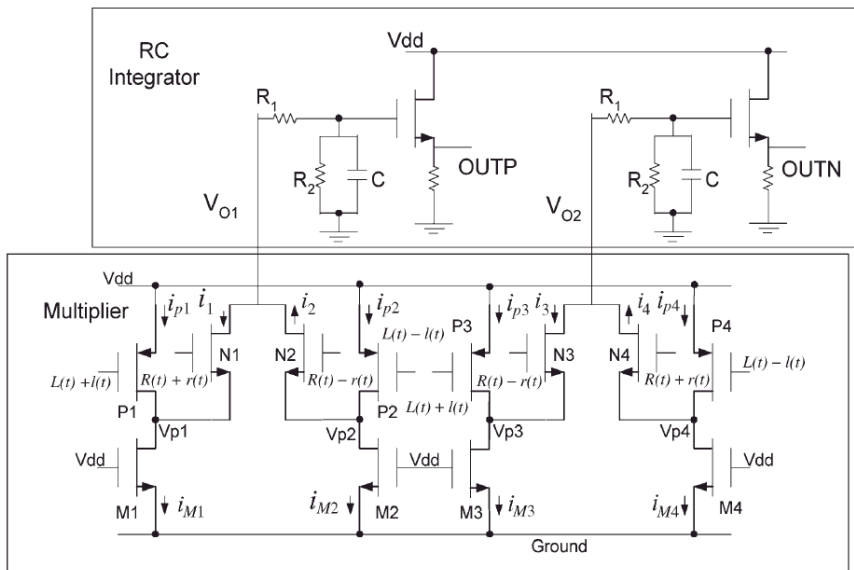 RC
Integrator
Vdd
R1
R1
R2
C
OUTP
R2
C
OUTN
VO1
VO2
Vdd
Multiplier
ip1
i1
i2
ip2
P3
ip3
i3
i4
ip4
P4
L(t)−l(t)
N1
N2
N3
N4
L(t)−l(t)
L(t)+l(t)
R(t)+r(t)
R(t)−r(t)
R(t)−r(t)
R(t)+r(t)
P1
P2
L(t)+l(t)
Vp1
Vp2
Vp3
Vp4
Vdd
Vdd
Vdd
M1
iM1
iM2
M2
M3
iM3
iM4
M4
Ground